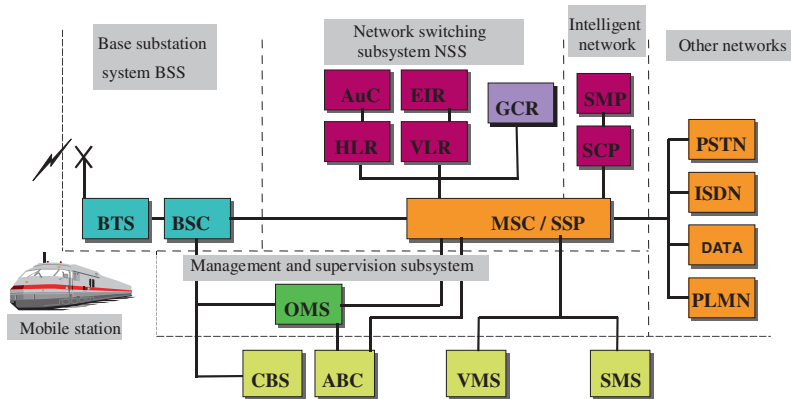 Base substation
system BSS
Network switching
subsystem NSS
Intelligent
network
Other networks
AuC
EIR
GCR
SMP
HLR
VLR
SCP
PSTN
ISDN
DATA
PLMN
BTS
BSC
MSC / SSP
Management and supervision subsystem
OMS
Mobile station
CBS
ABC
VMS
SMS